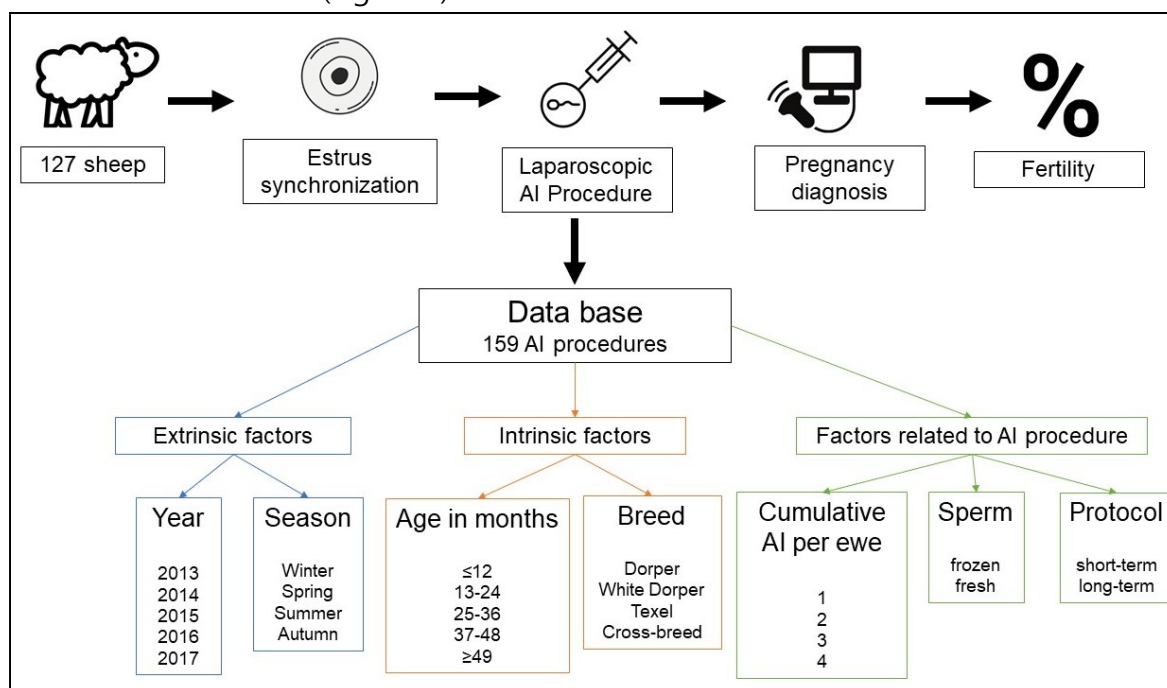 127 sheep
Estrus
synchronization
Laparoscopic
AI Procedure
Pregnancy
diagnosis
%
Fertility
Data base
159 AI procedures
Extrinsic factors
Intrinsic factors
Factors related to AI procedure
Year
2013
2014
2015
2016
2017
Season
Winter
Spring
Summer
Autumn
Age in months
≤12
13-24
25-36
37-48
≥49
Breed
Dorper
White Dorper
Texel
Cross-breed
Cumulative
AI per ewe
1
2
3
4
Sperm
frozen
fresh
Protocol
short-term
long-term